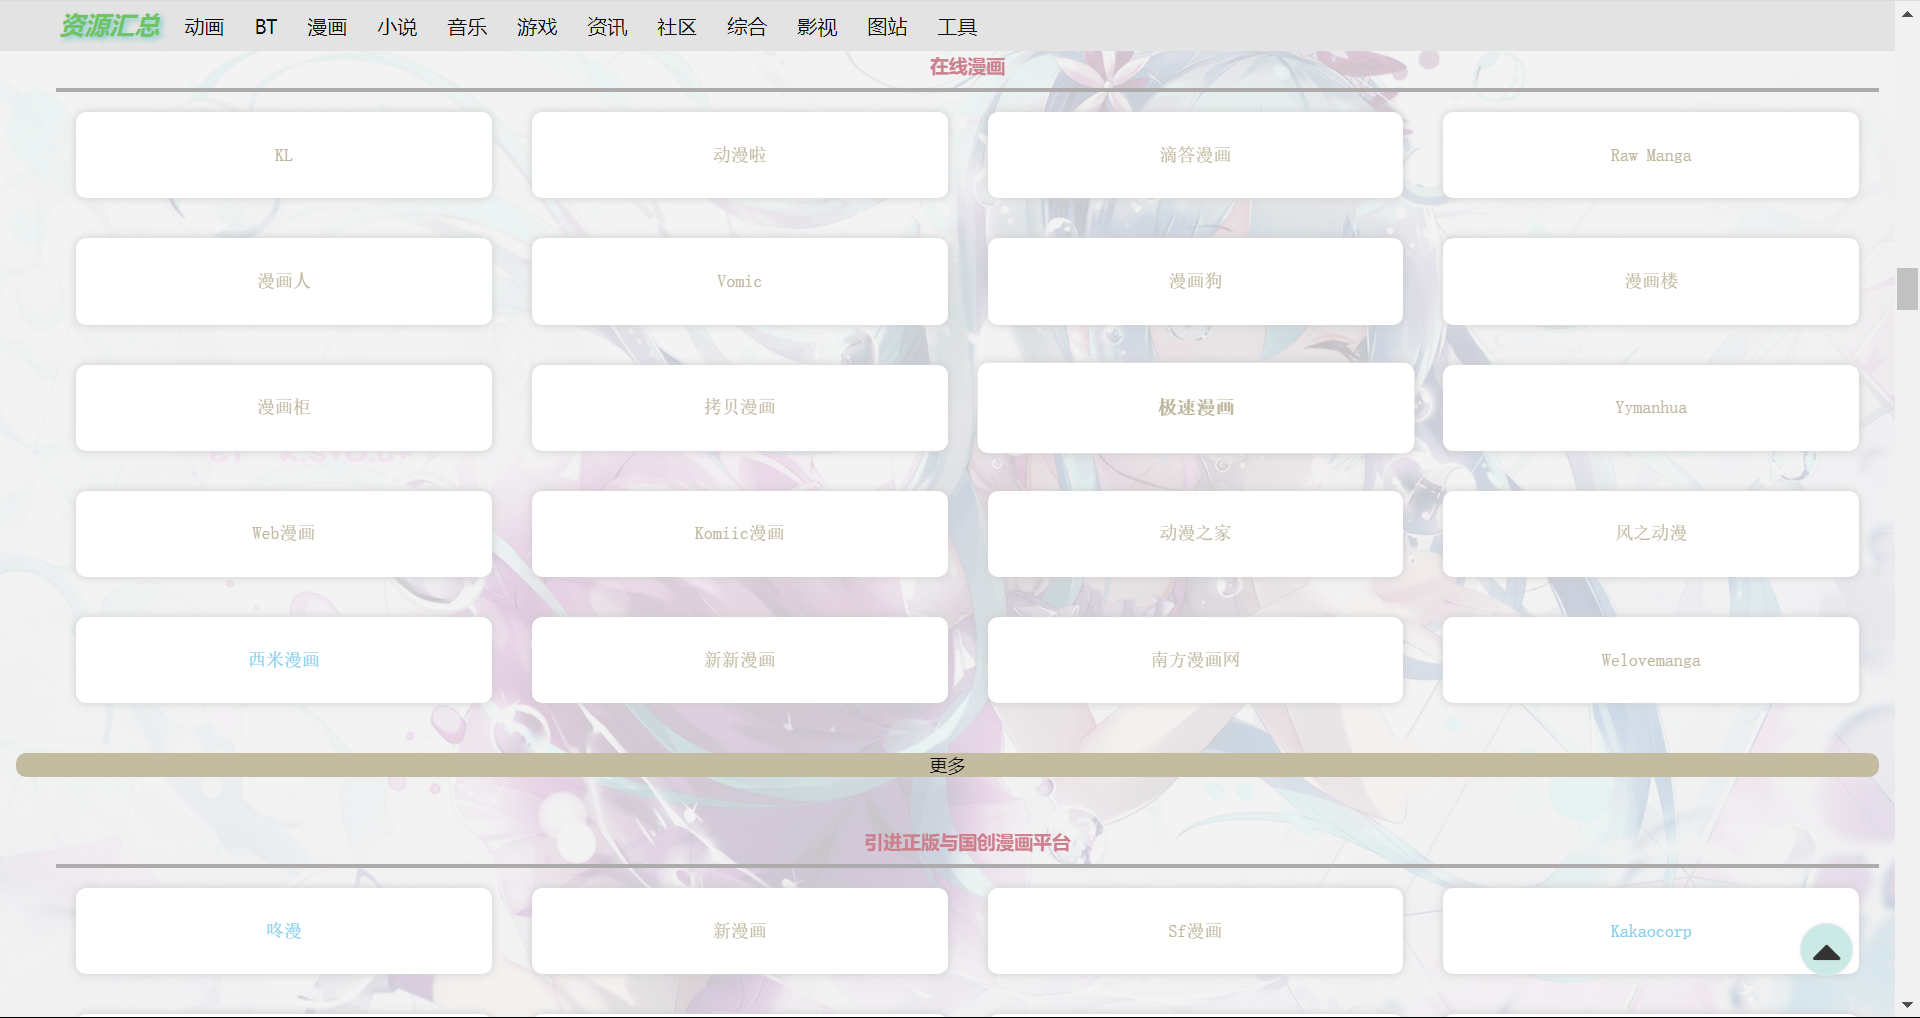 资源汇总 动画 BT 漫画 小说 音乐 游戏 资讯 社区 综合 影视 图站 工具
在线漫画
KL 动漫啦 滴答漫画 Raw Manga
漫画人 Vomic 漫画狗 漫画楼
漫画柜 拷贝漫画 极速漫画 Yymanhua
Web漫画 Komiic漫画 动漫之家 风之动漫
西米漫画 新新漫画 南方漫画网 Welovemanga
更多
引进正版与国创漫画平台
咚漫 新漫画 Sf漫画 Kakaocorp